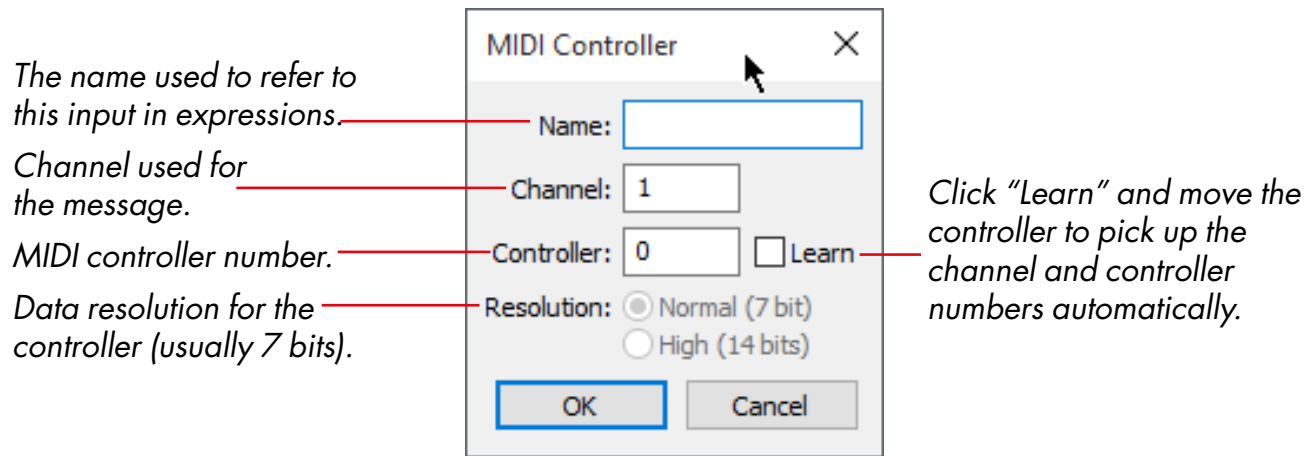 MIDI Controller
The name used to refer to
this input in expressions.
Name:
Channel used for
the message.
Channel: 1
MIDI controller number.
Controller: 0 Learn
Data resolution for the
controller (usually 7 bits).
Resolution: Normal (7 bit)
High (14 bits)
OK Cancel
Click “Learn” and move the
controller to pick up the
channel and controller
numbers automatically.